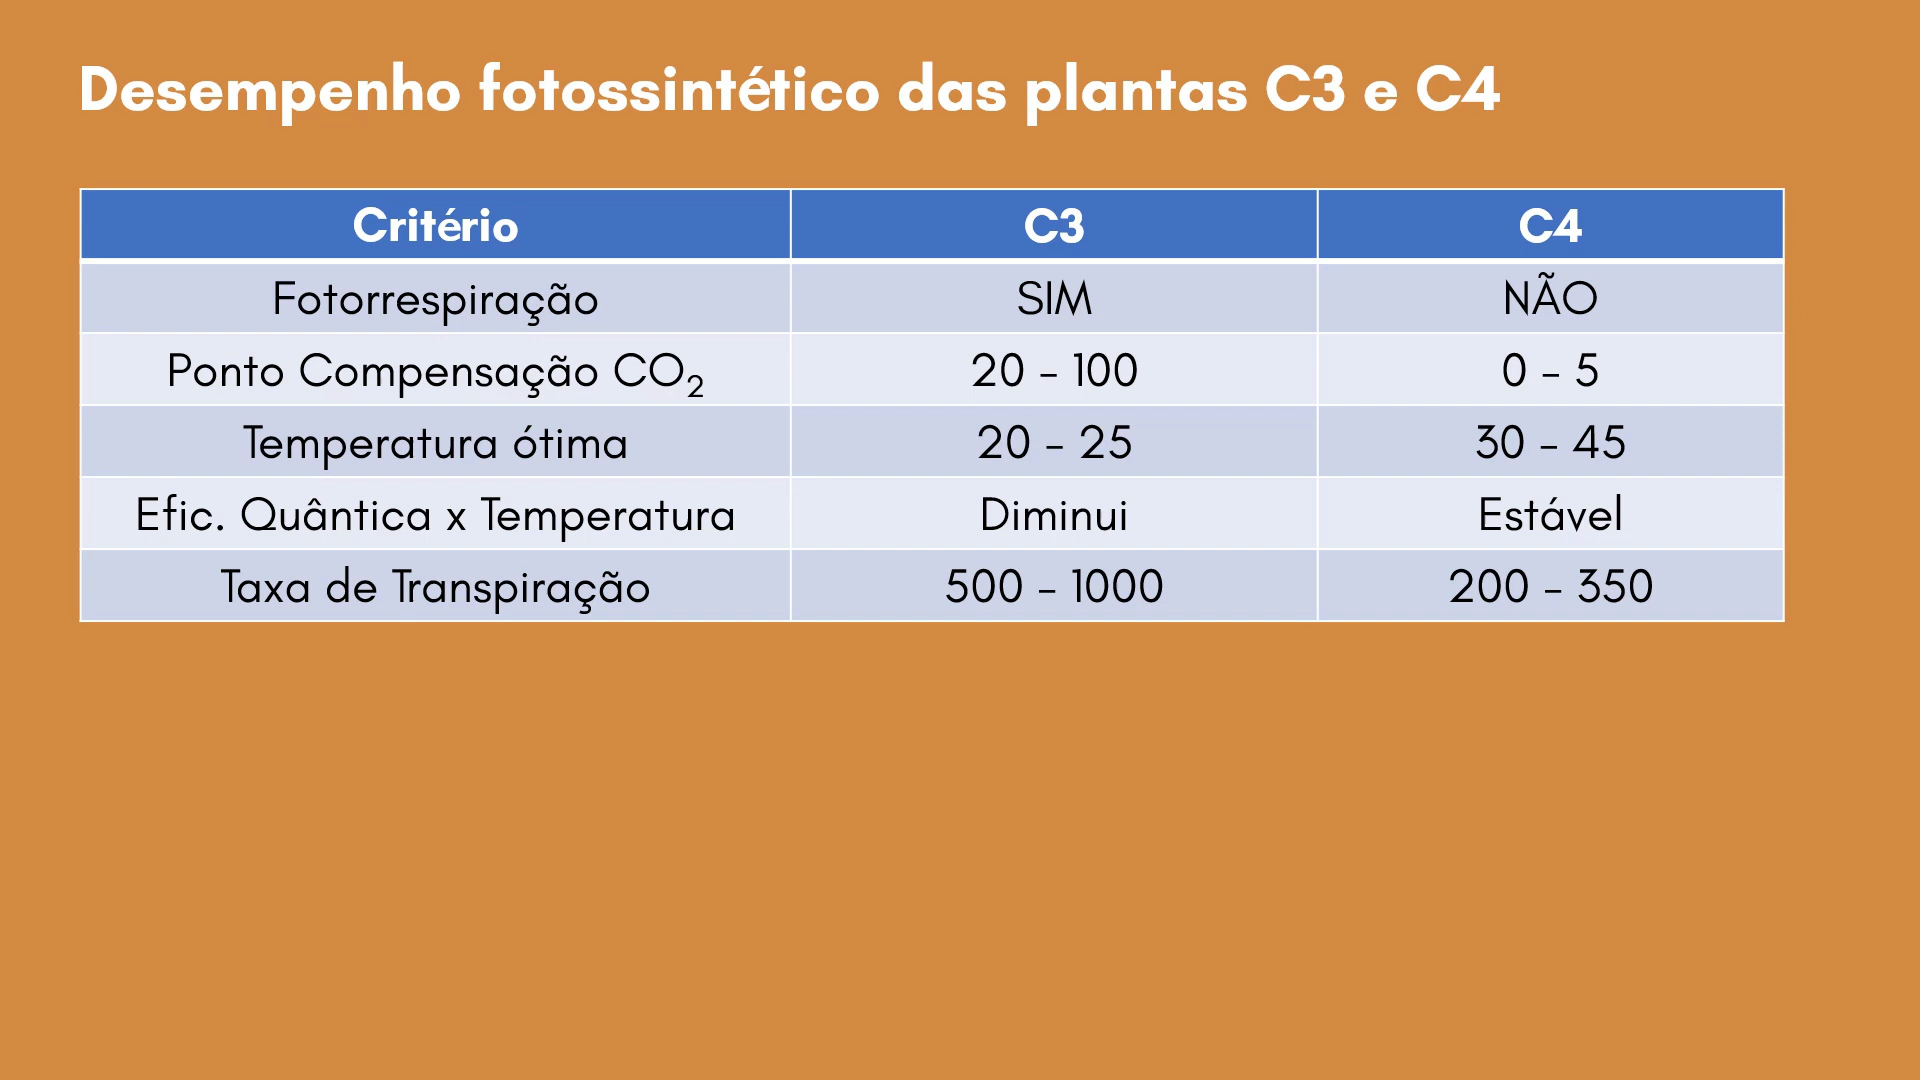 Desempenho fotossintético das plantas C3 e C4
Critério C3 C4
Fotorrespiração SIM NÃO
Ponto Compensação CO₂ 20 – 100 0 – 5
Temperatura ótima 20 – 25 30 – 45
Efic. Quântica x Temperatura Diminui Estável
Taxa de Transpiração 500 – 1000 200 – 350